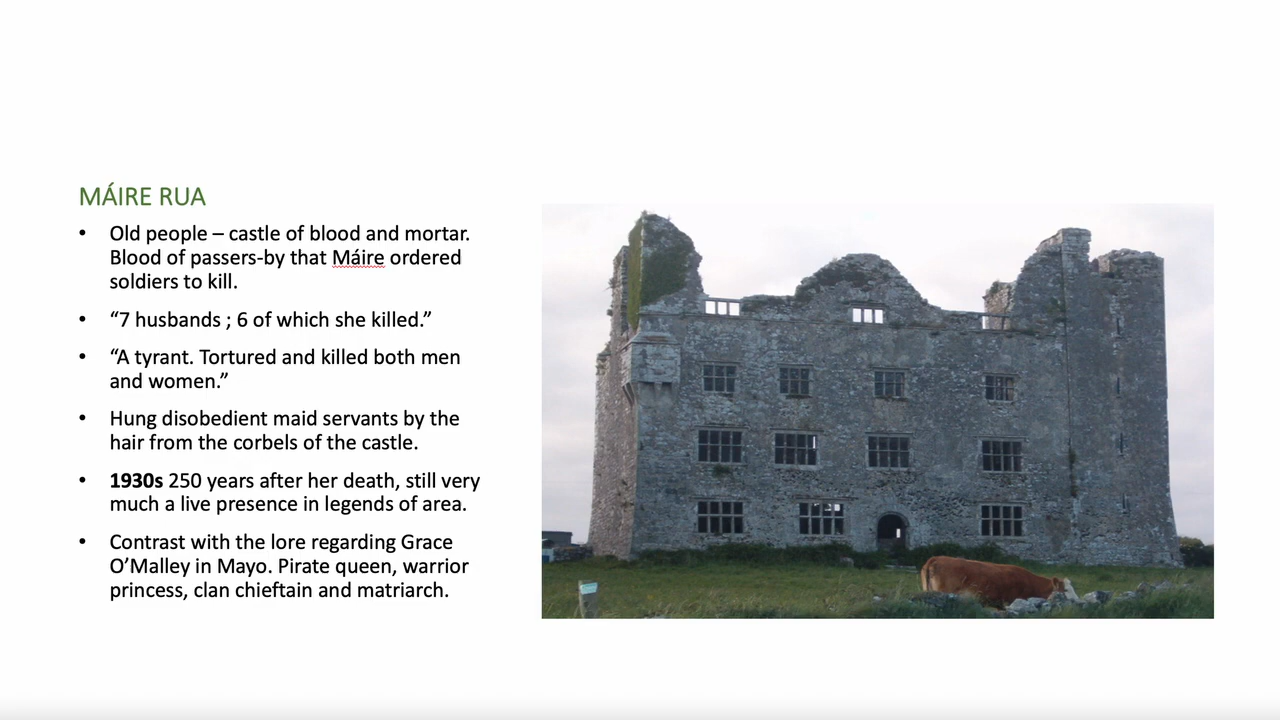 MÁIRE RUA
• Old people – castle of blood and mortar.
Blood of passers-by that Máire ordered
soldiers to kill.
• “7 husbands ; 6 of which she killed.”
• “A tyrant. Tortured and killed both men
and women.”
• Hung disobedient maid servants by the
hair from the corbels of the castle.
• 1930s 250 years after her death, still very
much a live presence in legends of area.
• Contrast with the lore regarding Grace
O’Malley in Mayo. Pirate queen, warrior
princess, clan chieftain and matriarch.